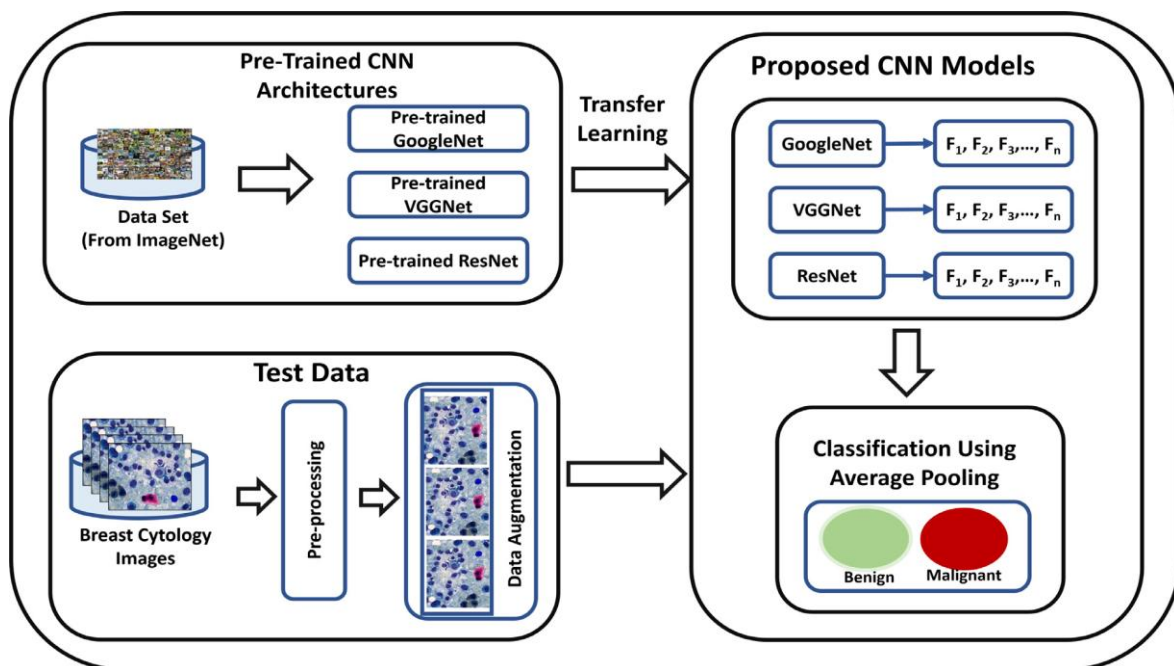 Pre-Trained CNN
Architectures
Data Set
(From ImageNet)
Pre-trained
GoogleNet
Pre-trained
VGGNet
Pre-trained ResNet
Transfer
Learning
Proposed CNN Models
GoogleNet
F₁, F₂, F₃,..., Fₙ
VGGNet
F₁, F₂, F₃,..., Fₙ
ResNet
F₁, F₂, F₃,..., Fₙ
Test Data
Breast Cytology
Images
Pre-processing
Data Augmentation
Classification Using
Average Pooling
Benign
Malignant